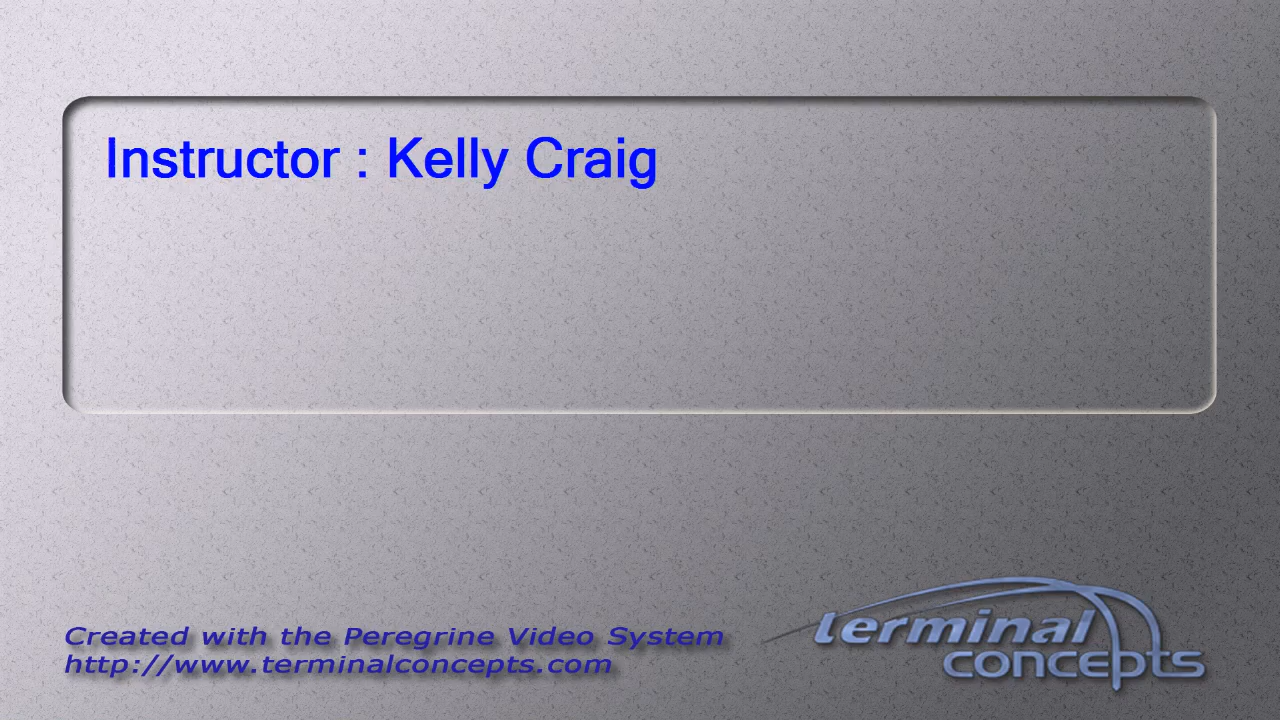 Instructor : Kelly Craig
Created with the Peregrine Video System
http://www.terminalconcepts.com
terminal
concepts